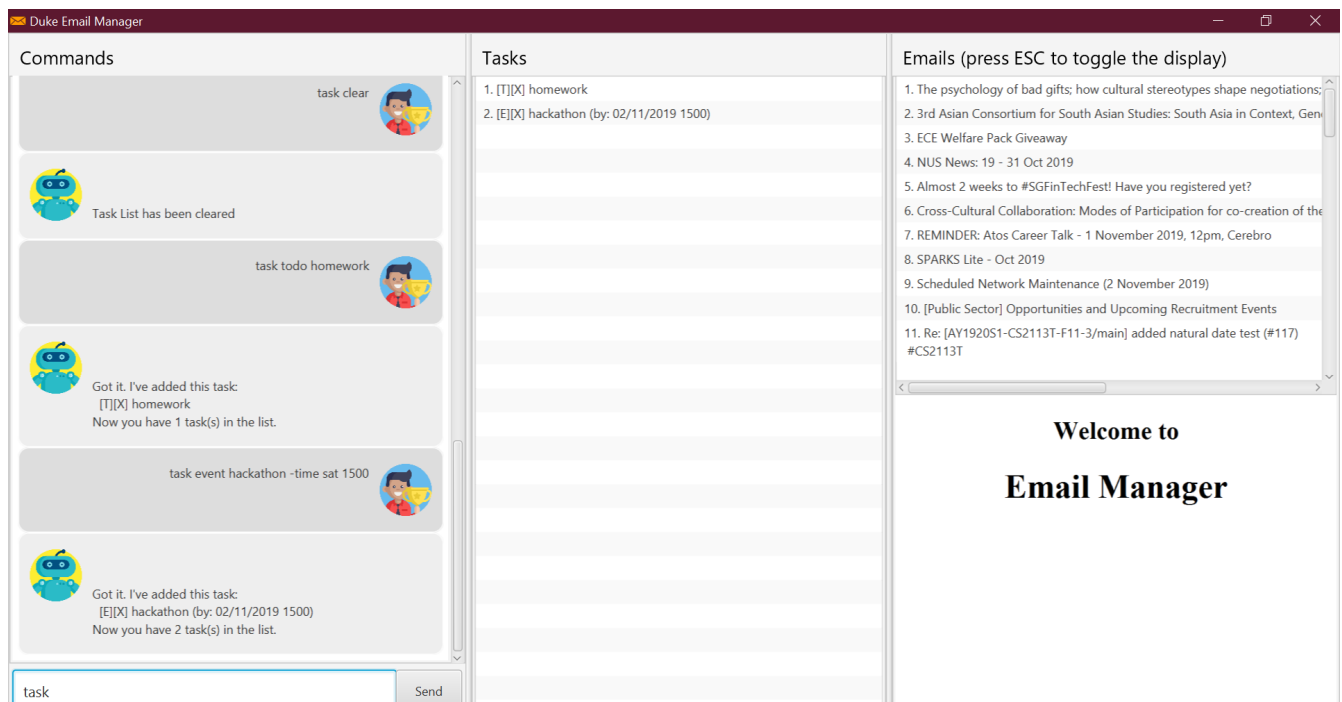 Duke Email Manager
Commands
task clear
Task List has been cleared
task todo homework
Got it. I've added this task:
[T][X] homework
Now you have 1 task(s) in the list.
task event hackathon -time sat 1500
Got it. I've added this task:
[E][X] hackathon (by: 02/11/2019 1500)
Now you have 2 task(s) in the list.
task
Send
Tasks
1. [T][X] homework
2. [E][X] hackathon (by: 02/11/2019 1500)
Emails (press ESC to toggle the display)
1. The psychology of bad gifts; how cultural stereotypes shape negotiations;
2. 3rd Asian Consortium for South Asian Studies: South Asia in Context, Gen
3. ECE Welfare Pack Giveaway
4. NUS News: 19 - 31 Oct 2019
5. Almost 2 weeks to #SGFinTechFest! Have you registered yet?
6. Cross-Cultural Collaboration: Modes of Participation for co-creation of the
7. REMINDER: Atos Career Talk - 1 November 2019, 12pm, Cerebro
8. SPARKS Lite - Oct 2019
9. Scheduled Network Maintenance (2 November 2019)
10. [Public Sector] Opportunities and Upcoming Recruitment Events
11. Re: [AY1920S1-CS2113T-F11-3/main] added natural date test (#117)
#CS2113T
Welcome to
Email Manager